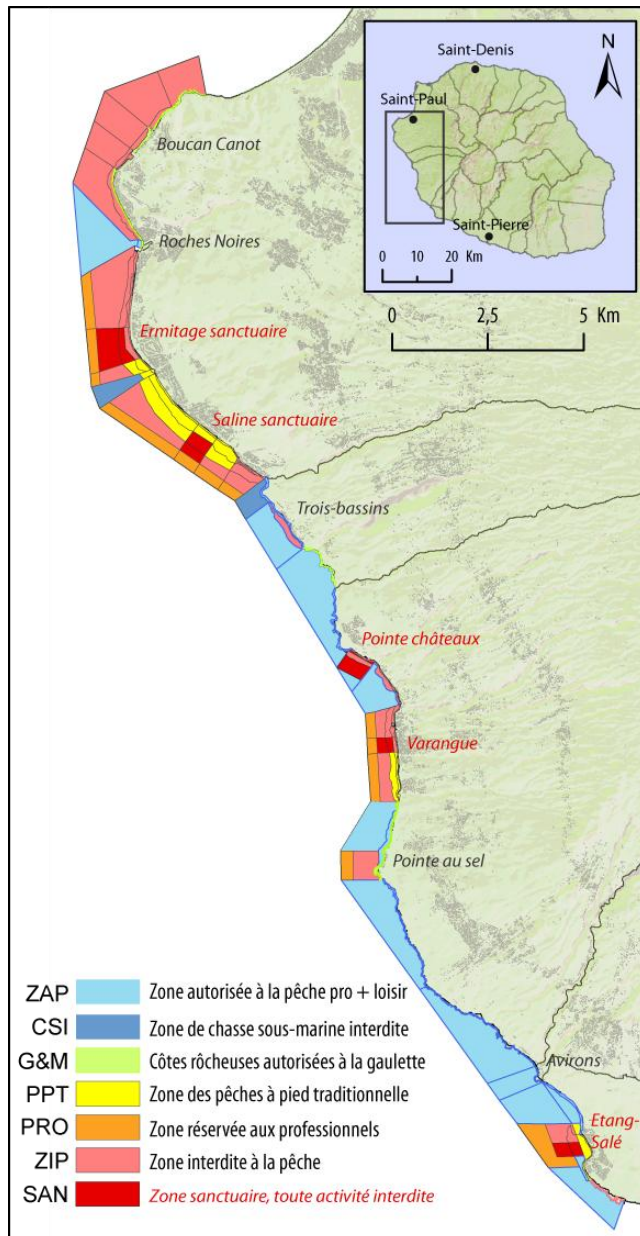 Saint-Denis
N
Saint-Paul
Saint-Pierre
0 10 20 Km
0 2,5 5 Km
Boucan Canot
Roches Noires
Ermitage sanctuaire
Saline sanctuaire
Trois-bassins
Pointe châteaux
Varangue
Pointe au sel
Avirons
Etang-
Salé
ZAP Zone autorisée à la pêche pro + loisir
CSI Zone de chasse sous-marine interdite
G&M Côtes rôcheuses autorisées à la gaulette
PPT Zone des pêches à pied traditionnelle
PRO Zone réservée aux professionnels
ZIP Zone interdite à la pêche
SAN Zone sanctuaire, toute activité interdite